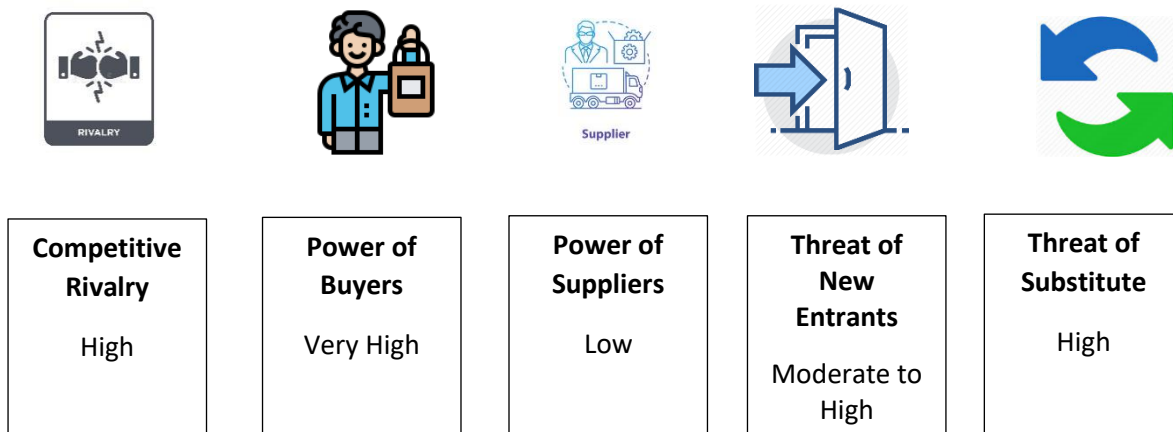 RIVALRY
Supplier
Competitive
Rivalry
High
Power of
Buyers
Very High
Power of
Suppliers
Low
Threat of
New
Entrants
Moderate to
High
Threat of
Substitute
High